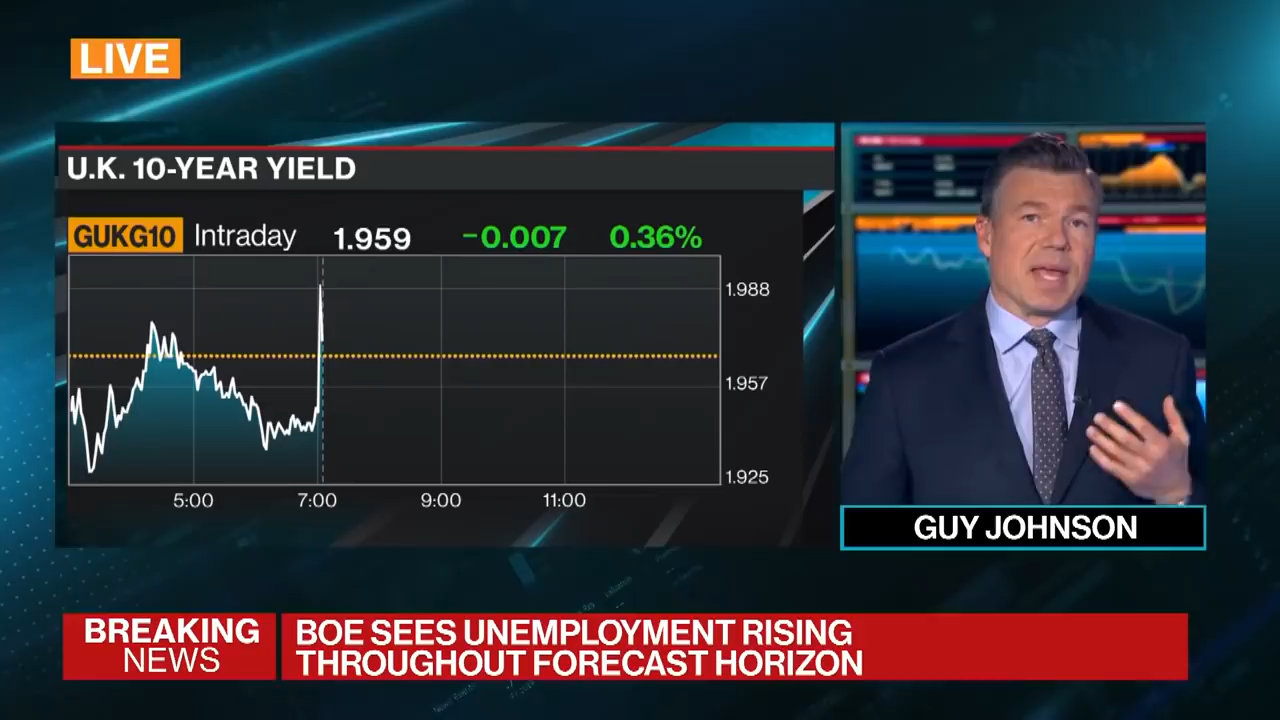 LIVE
U.K. 10-YEAR YIELD
GUKG10 Intraday 1.959 -0.007 0.36%
1.988
1.957
1.925
5:00 7:00 9:00 11:00
GUY JOHNSON
BREAKING
NEWS
BOE SEES UNEMPLOYMENT RISING
THROUGHOUT FORECAST HORIZON